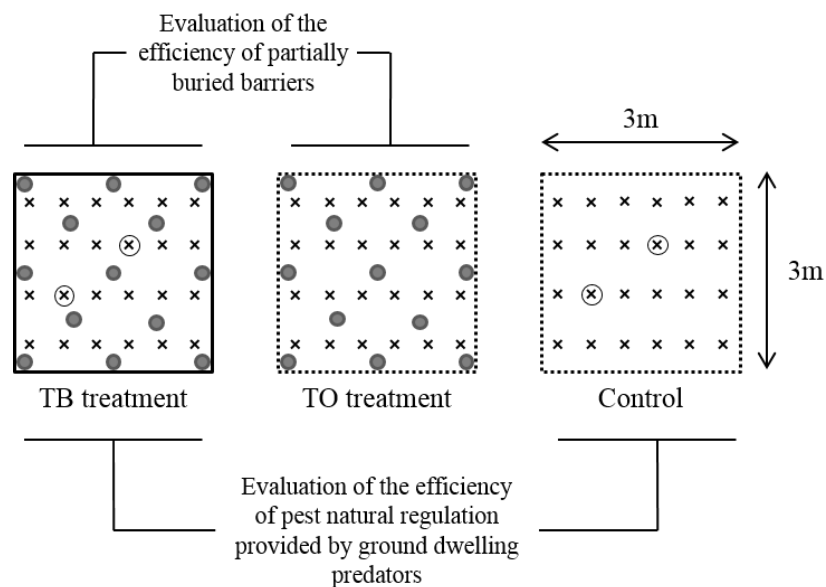 Evaluation of the
efficiency of partially
buried barriers
3m
3m
TB treatment
TO treatment
Control
Evaluation of the efficiency
of pest natural regulation
provided by ground dwelling
predators